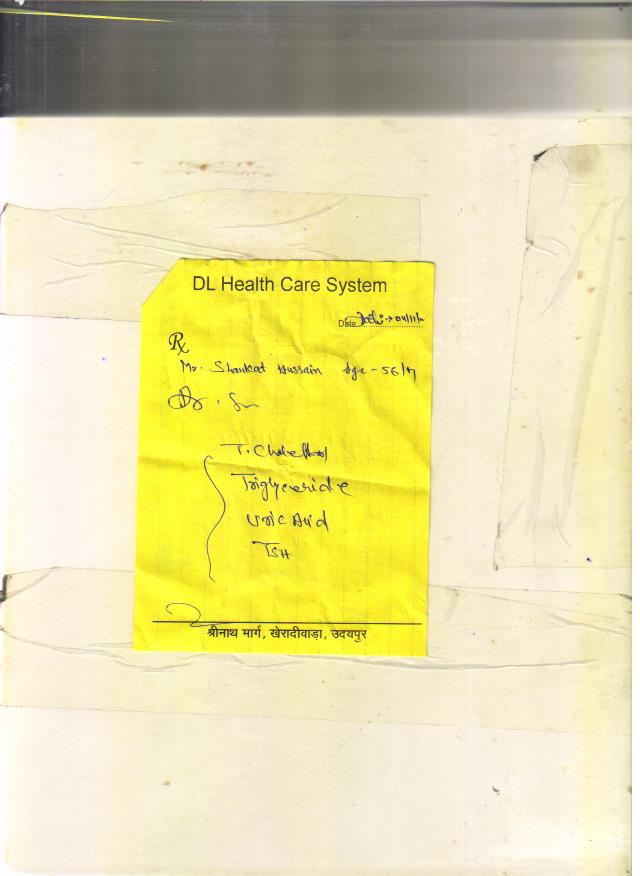 DL Health Care System
Date
Rx
Mr. Shaukat Hussain Age - 56/M
T. Cholesterol
Triglyceride
Uric Acid
TSH
श्रीनाथ मार्ग, खेरादीवाड़ा, उदयपुर